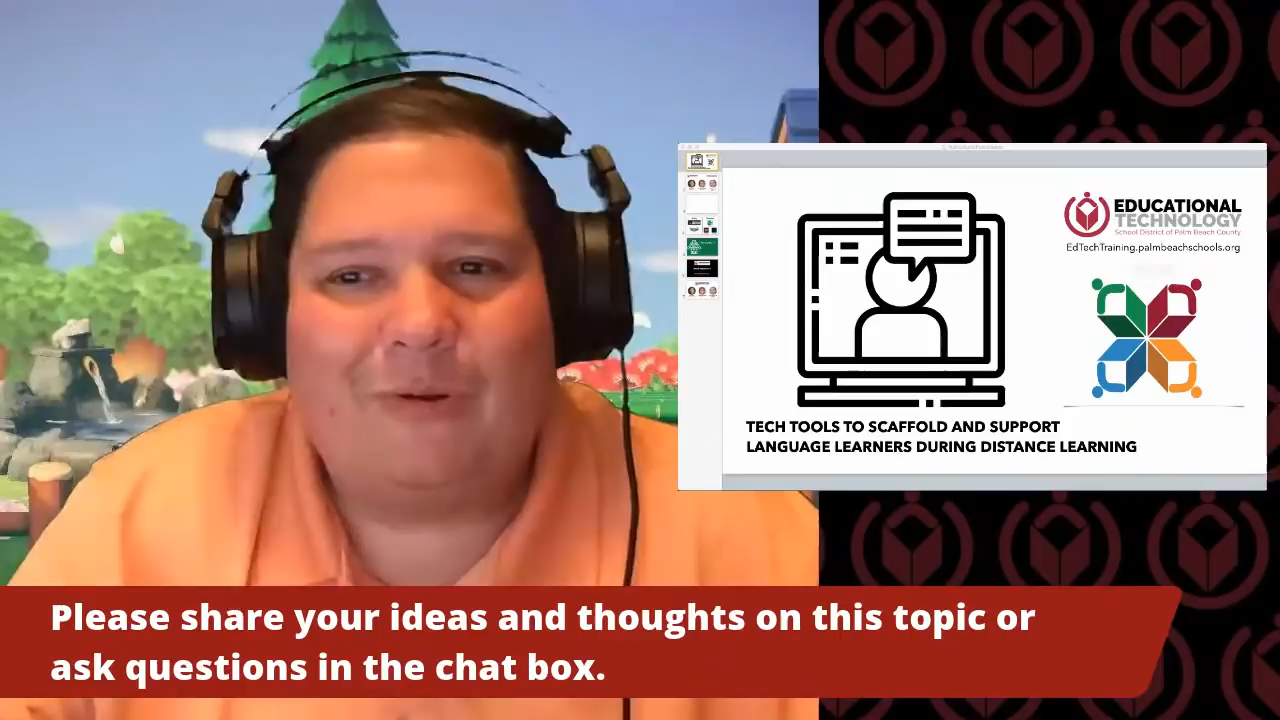 EDUCATIONAL
TECHNOLOGY
School District of Palm Beach County
EdTechTraining.palmbeachschools.org
TECH TOOLS TO SCAFFOLD AND SUPPORT
LANGUAGE LEARNERS DURING DISTANCE LEARNING
Please share your ideas and thoughts on this topic or
ask questions in the chat box.